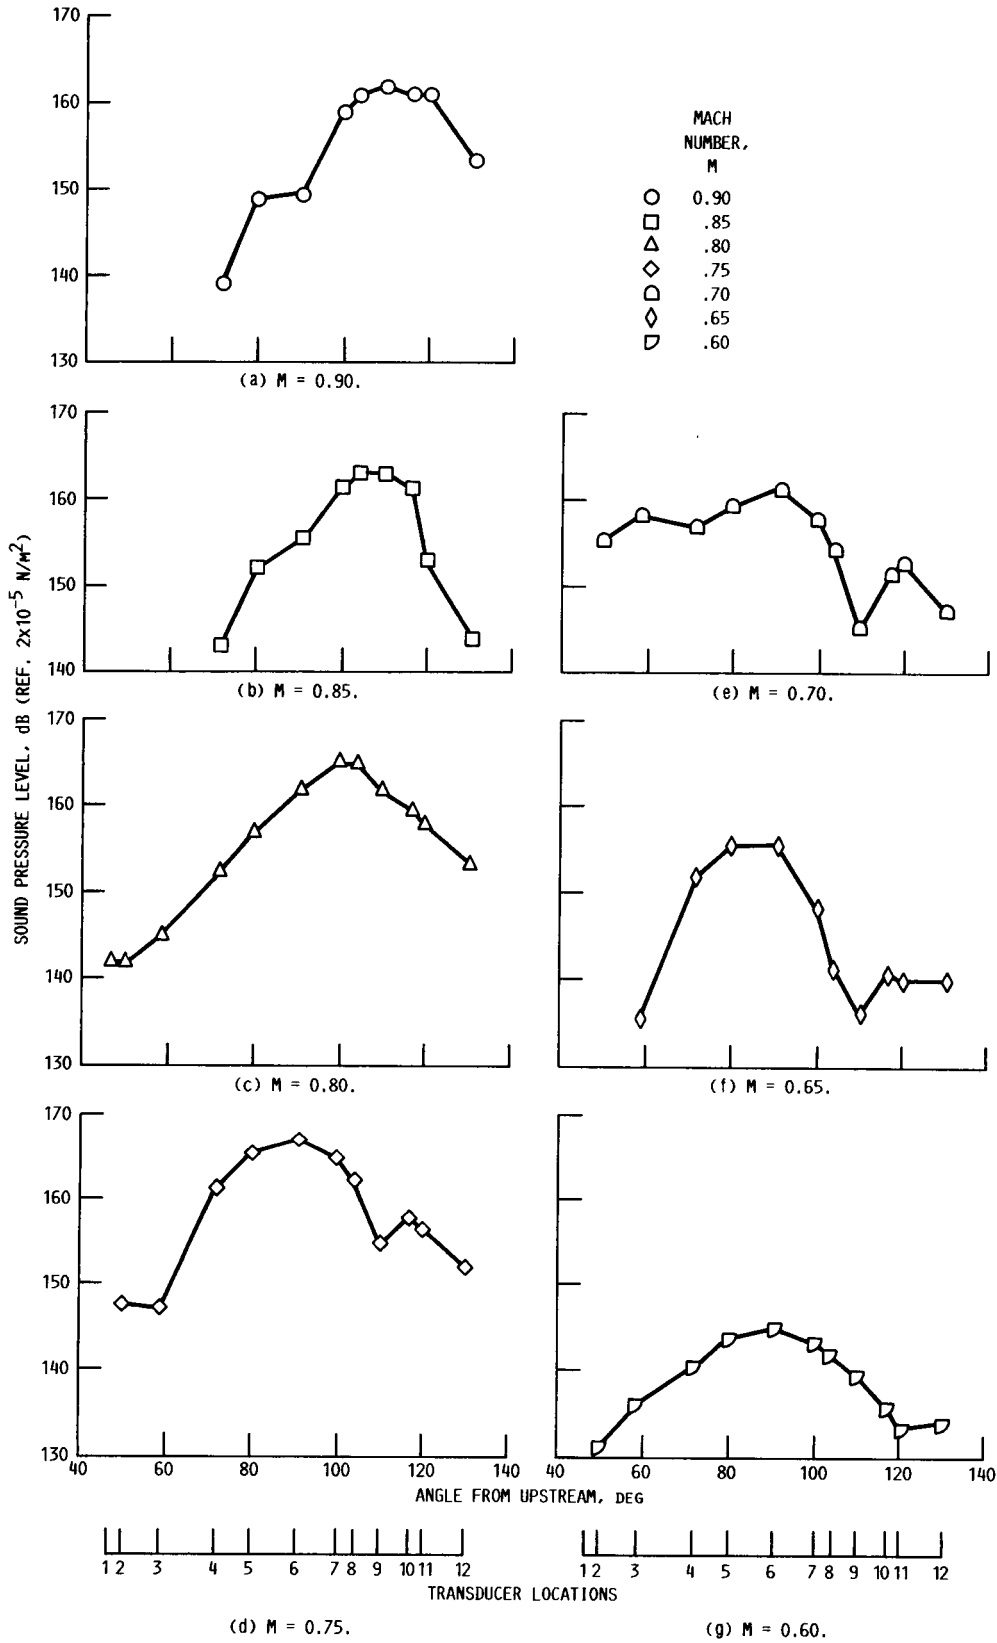 170
160
150
140
130
(a) M = 0.90.
MACH
NUMBER,
M
0.90
.85
.80
.75
.70
.65
.60
SOUND PRESSURE LEVEL, dB (REF. 2x10⁻⁵ N/M²)
170
160
150
140
(b) M = 0.85.
(e) M = 0.70.
170
160
150
140
130
(c) M = 0.80.
(f) M = 0.65.
170
160
150
140
130
40 60 80 100 120 140
40 60 80 100 120 140
ANGLE FROM UPSTREAM, DEG
1 2 3 4 5 6 7 8 9 10 11 12
1 2 3 4 5 6 7 8 9 10 11 12
TRANSDUCER LOCATIONS
(d) M = 0.75.
(g) M = 0.60.